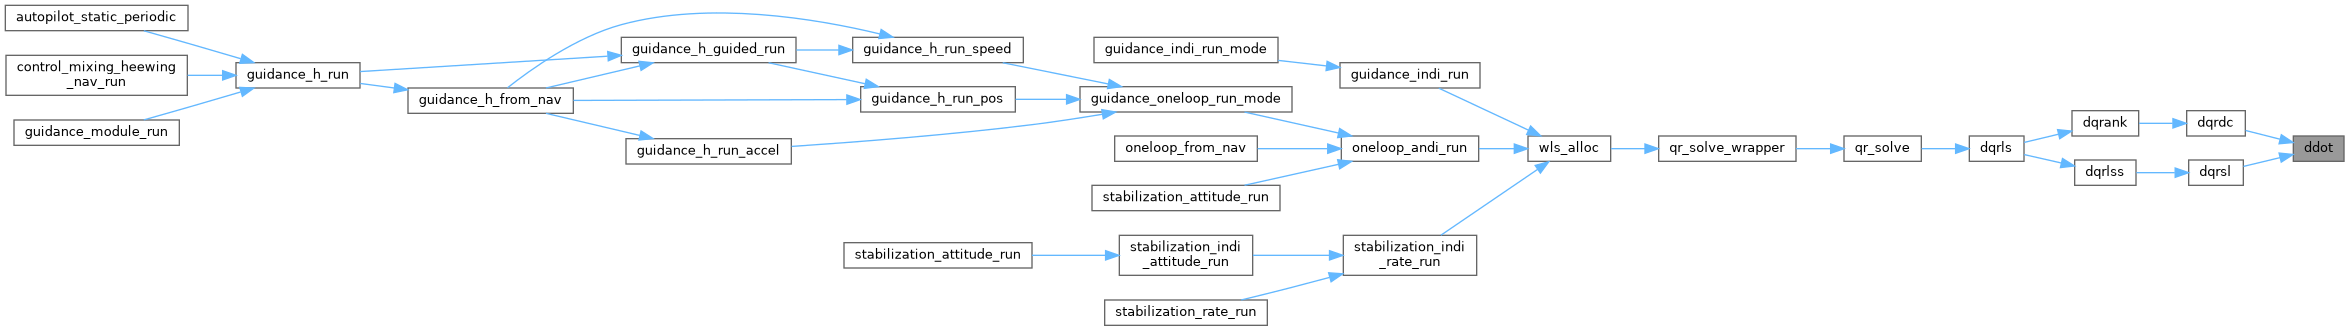 autopilot_static_periodic
control_mixing_heewing
_nav_run
guidance_module_run
guidance_h_run
guidance_h_from_nav
guidance_h_guided_run
guidance_h_run_accel
guidance_h_run_speed
guidance_h_run_pos
guidance_indi_run_mode
guidance_oneloop_run_mode
oneloop_from_nav
stabilization_attitude_run
stabilization_attitude_run
stabilization_indi
_attitude_run
stabilization_rate_run
guidance_indi_run
oneloop_andi_run
stabilization_indi
_rate_run
wls_alloc
qr_solve_wrapper
qr_solve
dqrls
dqrank
dqrlss
dqrdc
dqrsl
ddot